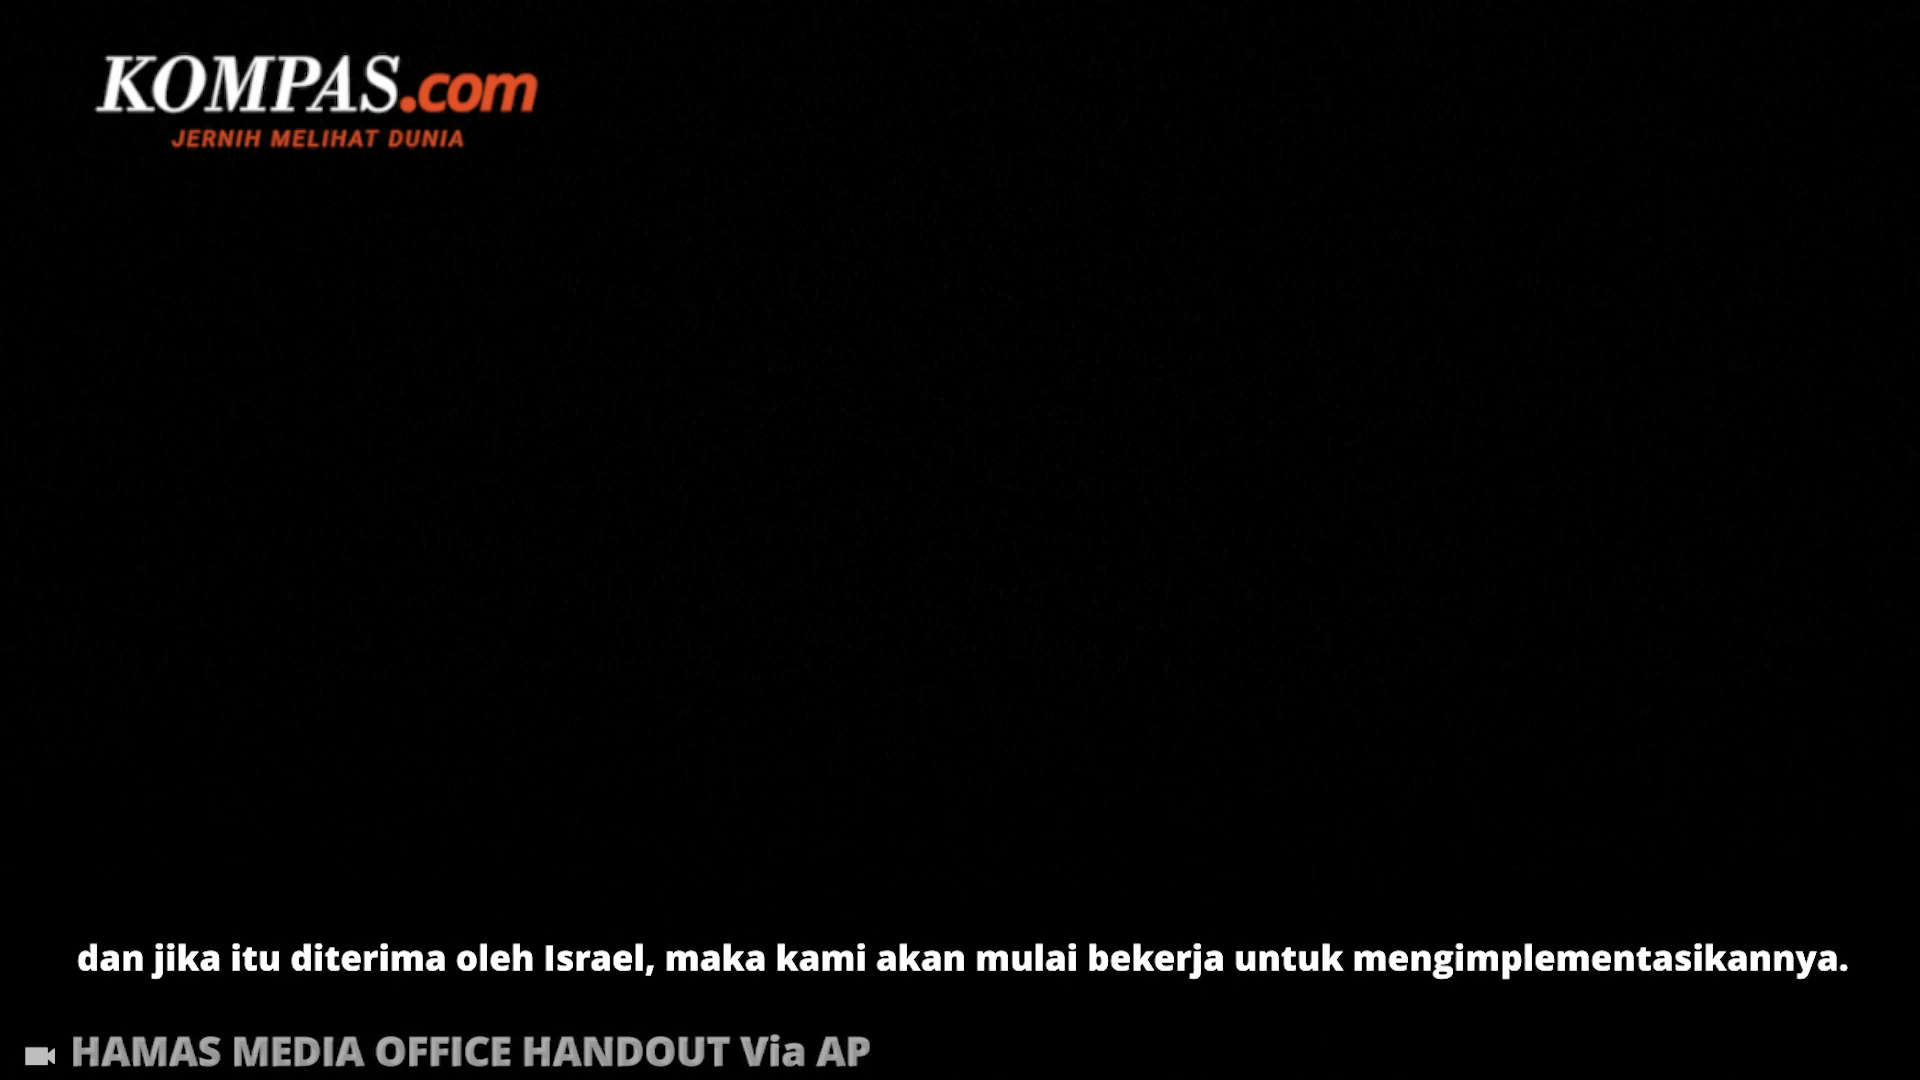 KOMPAS.com
JERNIH MELIHAT DUNIA
dan jika itu diterima oleh Israel, maka kami akan mulai bekerja untuk mengimplementasikannya.
HAMAS MEDIA OFFICE HANDOUT Via AP